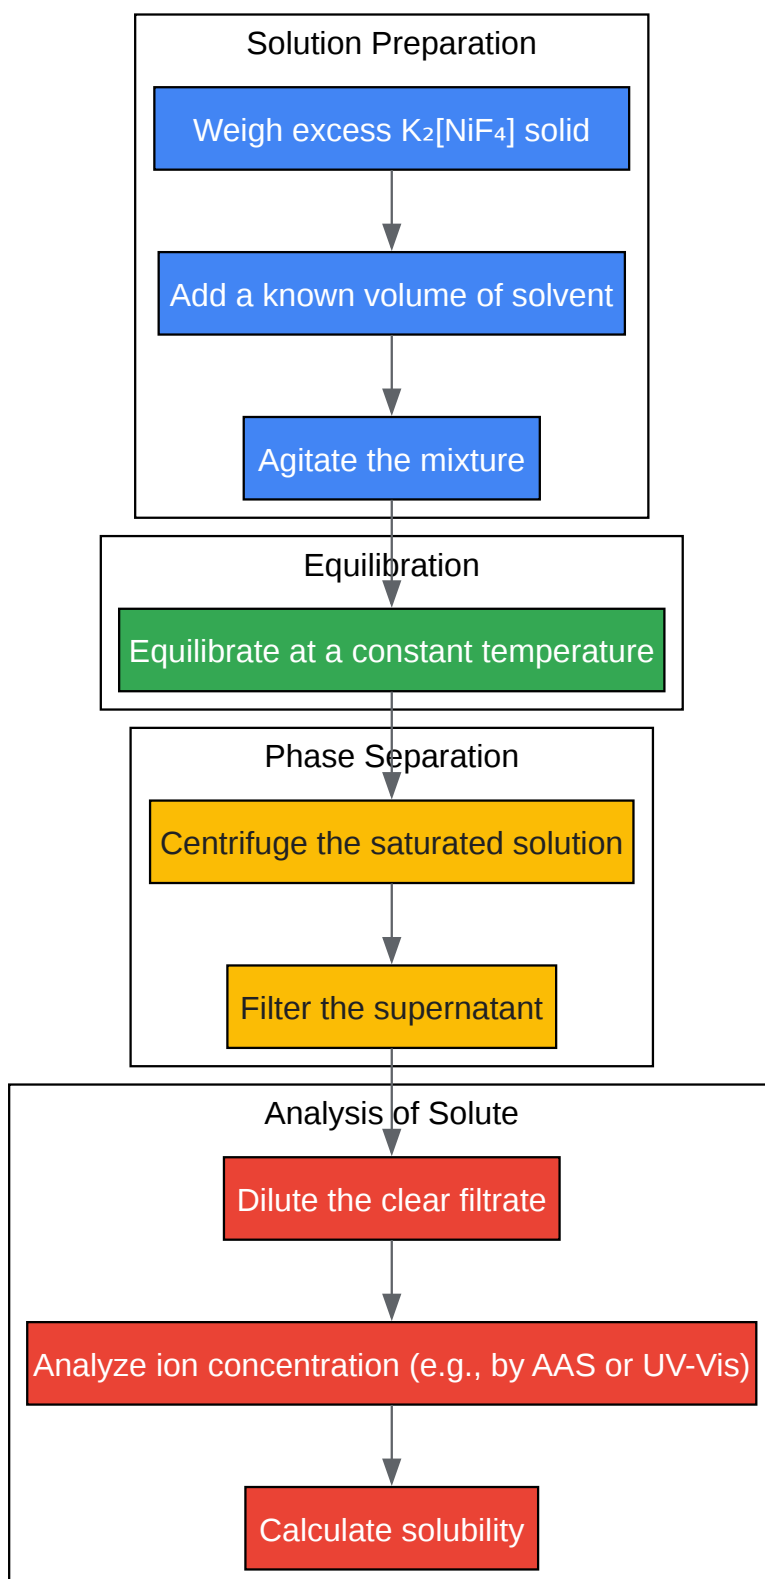 Solution Preparation
Weigh excess K₂[NiF₄] solid
Add a known volume of solvent
Agitate the mixture
Equilibration
Equilibrate at a constant temperature
Phase Separation
Centrifuge the saturated solution
Filter the supernatant
Analysis of Solute
Dilute the clear filtrate
Analyze ion concentration (e.g., by AAS or UV-Vis)
Calculate solubility